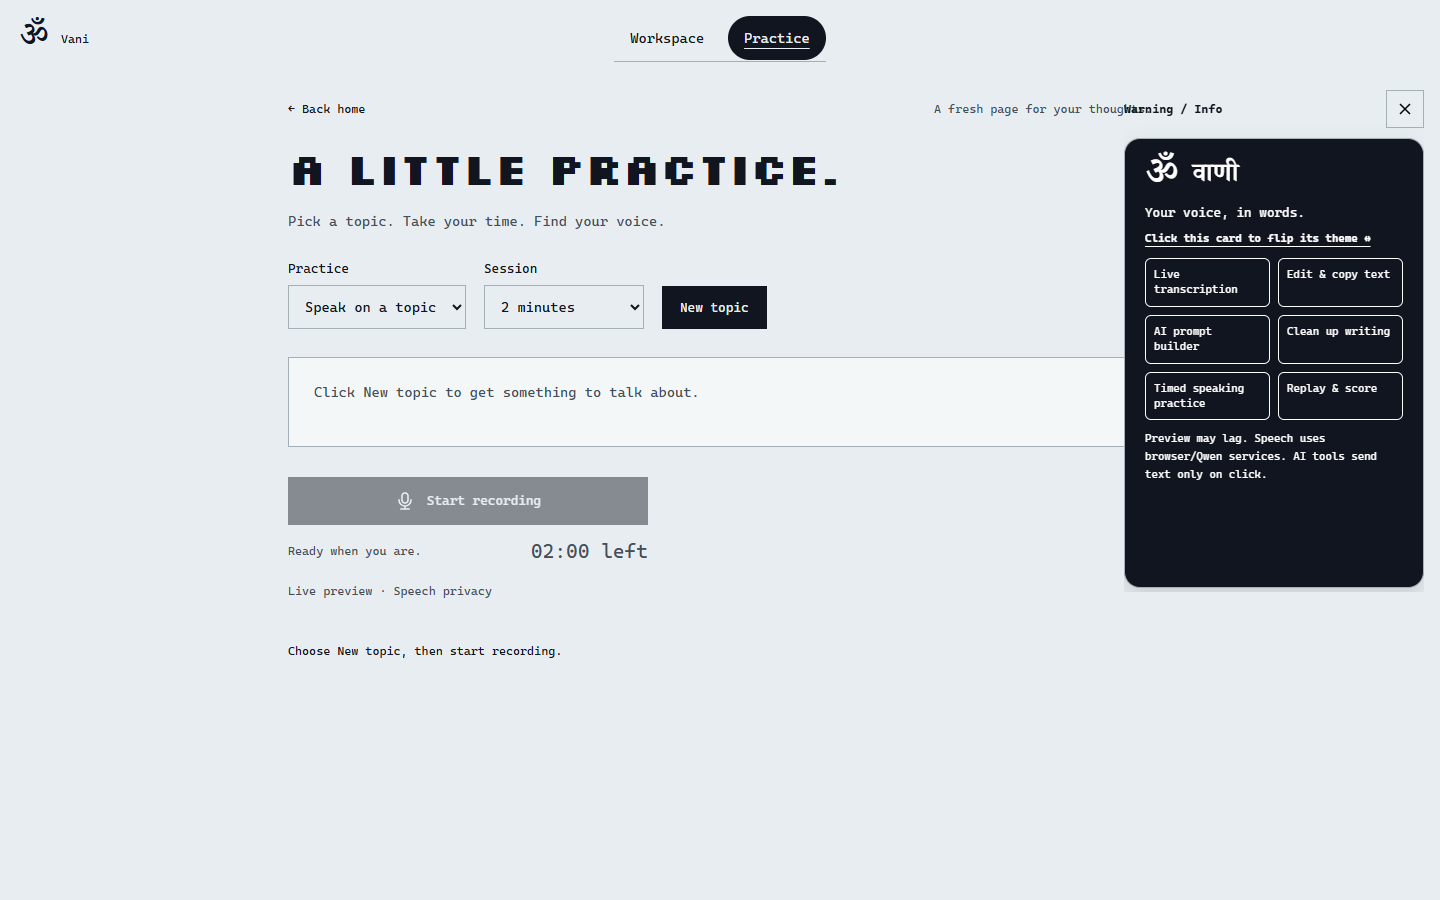 ॐ Vani
Workspace
Practice
← Back home
A fresh page for your
Warning / Info
A LITTLE PRACTICE.
Pick a topic. Take your time. Find your voice.
Practice
Session
Speak on a topic
2 minutes
New topic
Click New topic to get something to talk about.
Start recording
Ready when you are.
02:00 left
Live preview · Speech privacy
Choose New topic, then start recording.
ॐ वाणी
Your voice, in words.
Click this card to flip its theme
Live
transcription
Edit & copy text
AI prompt
builder
Clean up writing
Timed speaking
practice
Replay & score
Preview may lag. Speech uses
browser/Qwen services. AI tools send
text only on click.